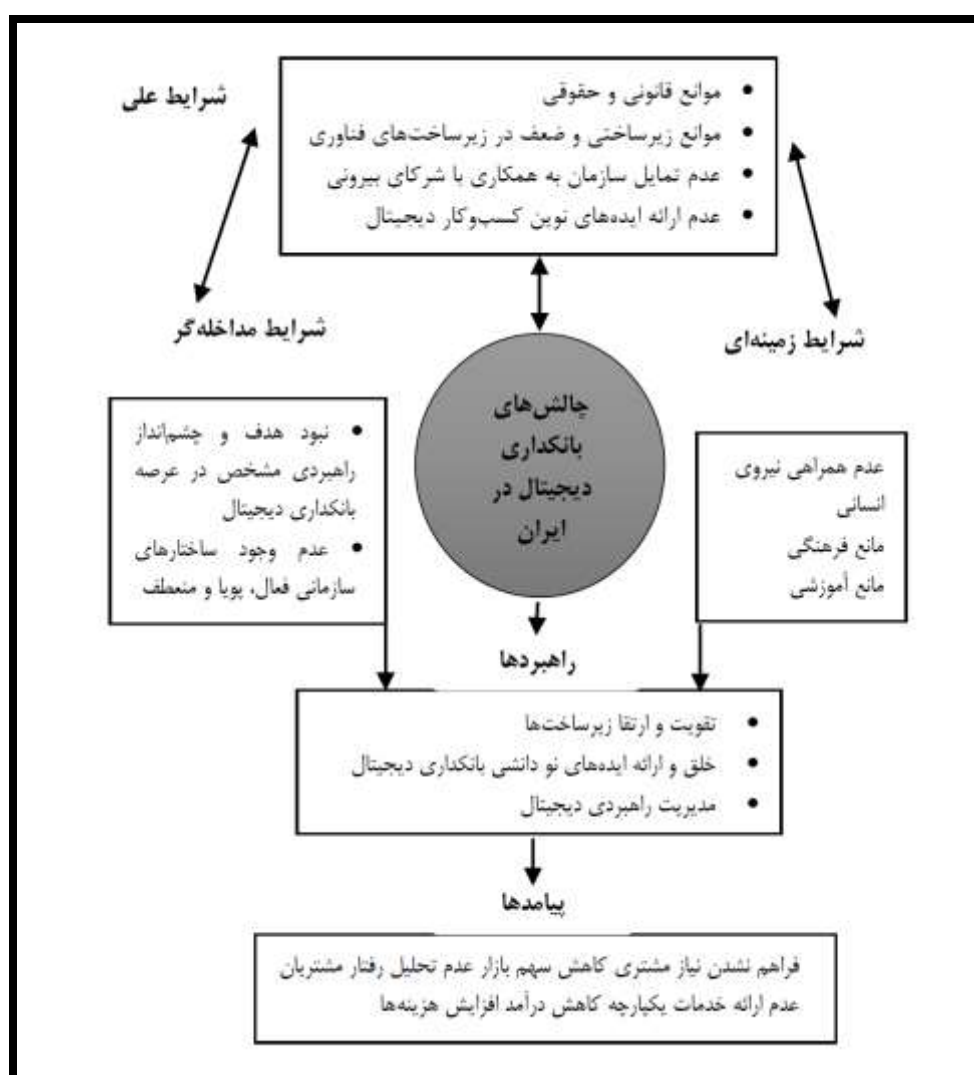 شرایط علی
• موانع قانونی و حقوقی
• موانع زیرساختی و ضعف در زیرساخت‌های فناوری
• عدم تمایل سازمان به همکاری با شرکای بیرونی
• عدم ارائه ایده‌های نوین کسب‌وکار دیجیتال
شرایط زمینه‌ای
شرایط مداخله‌گر
چالش‌های
بانکداری
دیجیتال در
ایران
عدم همراهی نیروی
انسانی
مانع فرهنگی
مانع آموزشی
• نبود هدف و چشم‌انداز
راهبردی مشخص در عرصه
بانکداری دیجیتال
• عدم وجود ساختارهای
سازمانی فعال، پویا و منعطف
راهبردها
• تقویت و ارتقا زیرساخت‌ها
• خلق و ارائه ایده‌های نو دانشی بانکداری دیجیتال
• مدیریت راهبردی دیجیتال
پیامدها
فراهم نشدن نیاز مشتری کاهش سهم بازار عدم تحلیل رفتار مشتریان
عدم ارائه خدمات یکپارچه کاهش درآمد افزایش هزینه‌ها